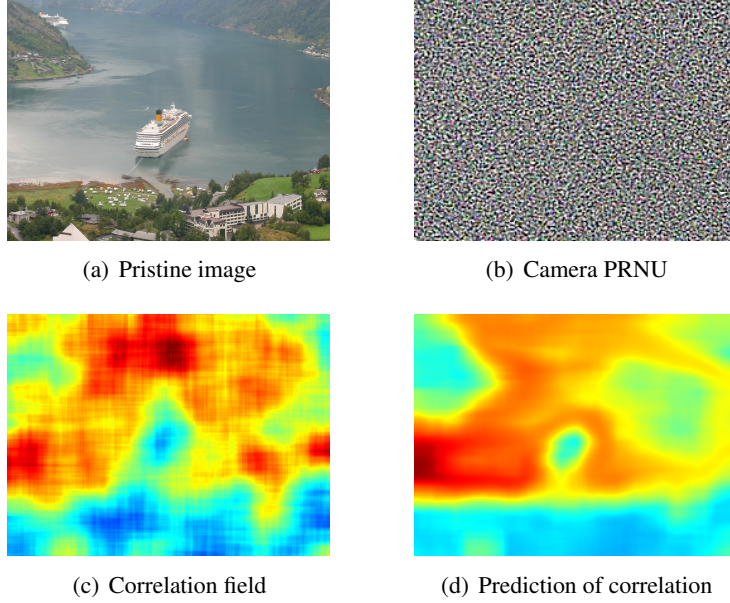 (a) Pristine image
(b) Camera PRNU
(c) Correlation field
(d) Prediction of correlation